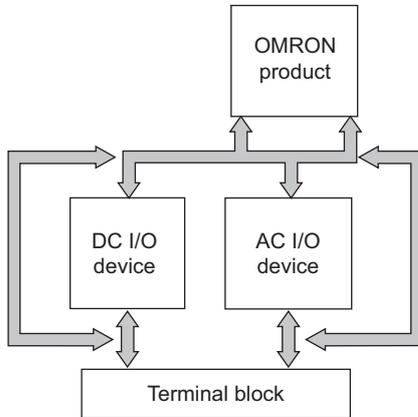 OMRON
product
DC I/O
device
AC I/O
device
Terminal block